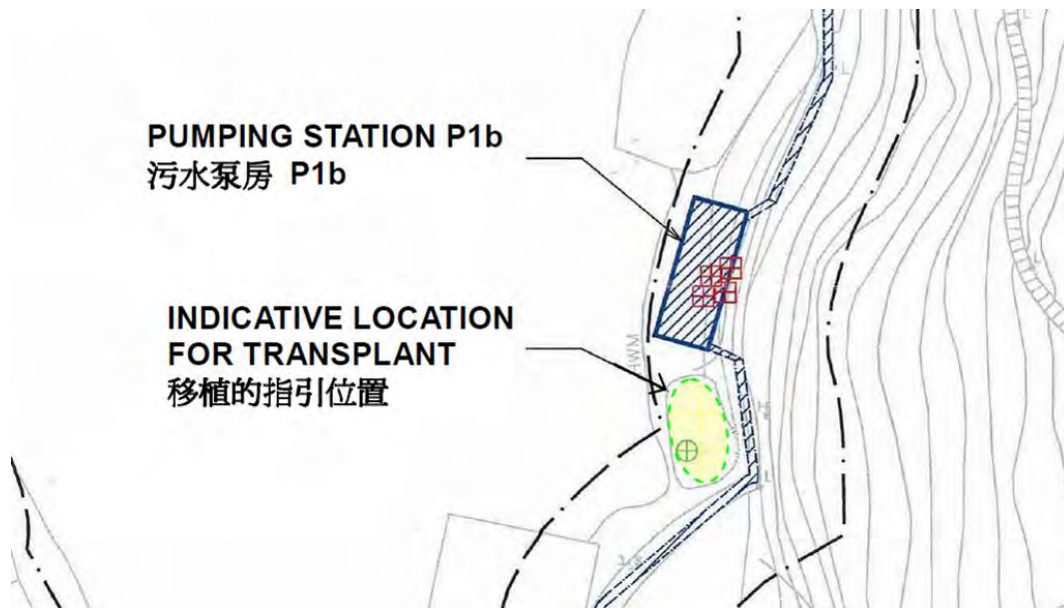 PUMPING STATION P1b
污水泵房 P1b
INDICATIVE LOCATION
FOR TRANSPLANT
移植的指引位置
HWM